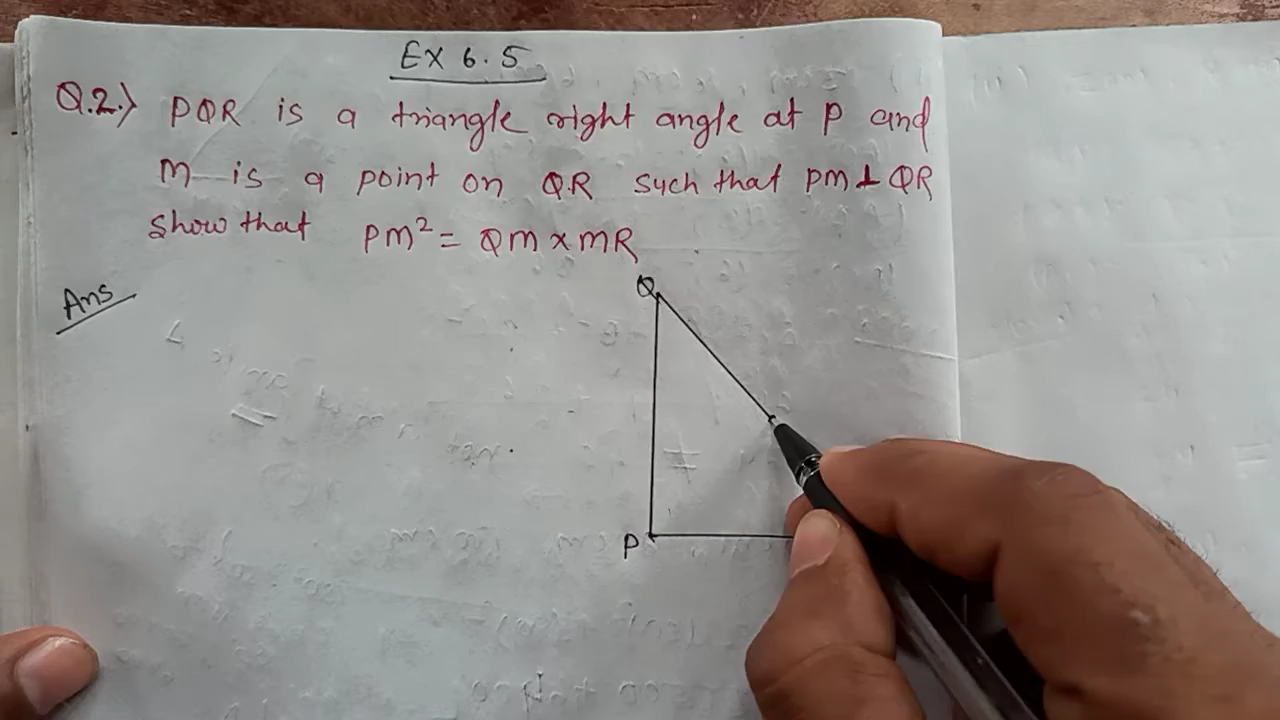 EX 6.5
Q.2.) PQR is a triangle right angle at P and
M is a point on QR such that PM ⊥ QR
Show that PM² = QM × MR
Ans
Q
P